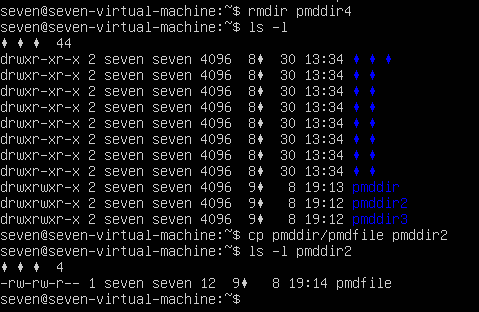 seven@seven-virtual-machine:~$ rmdir pmddir4
seven@seven-virtual-machine:~$ ls -l
♦ ♦ ♦ 44
drwxr-xr-x 2 seven seven 4096 8♦ 30 13:34 ♦ ♦ ♦
drwxr-xr-x 2 seven seven 4096 8♦ 30 13:34 ♦ ♦
drwxr-xr-x 2 seven seven 4096 8♦ 30 13:34 ♦ ♦
drwxr-xr-x 2 seven seven 4096 8♦ 30 13:34 ♦ ♦
drwxr-xr-x 2 seven seven 4096 8♦ 30 13:34 ♦ ♦
drwxr-xr-x 2 seven seven 4096 8♦ 30 13:34 ♦ ♦
drwxr-xr-x 2 seven seven 4096 8♦ 30 13:34 ♦ ♦
drwxr-xr-x 2 seven seven 4096 8♦ 30 13:34 ♦ ♦
drwxrwxr-x 2 seven seven 4096 9♦ 8 19:13 pmddir
drwxrwxr-x 2 seven seven 4096 9♦ 8 19:12 pmddir2
drwxrwxr-x 2 seven seven 4096 9♦ 8 19:12 pmddir3
seven@seven-virtual-machine:~$ cp pmddir/pmdfile pmddir2
seven@seven-virtual-machine:~$ ls -l pmddir2
♦ ♦ ♦ 4
-rw-rw-r-- 1 seven seven 12 9♦ 8 19:14 pmdfile
seven@seven-virtual-machine:~$